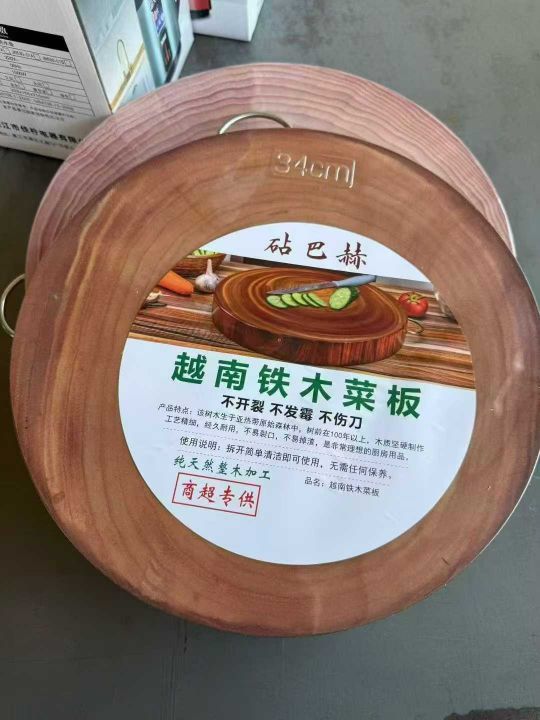 34cm
砧巴赫
越南铁木菜板
不开裂 不发霉 不伤刀
产品特点：该树木生于亚热带原始森林中，树龄在100年以上，木质坚硬制作
工艺精细，经久耐用，不易裂口，不易掉渣，是非常理想的厨房用品。
使用说明：拆开简单清洁即可使用，无需任何保养。
纯天然整木加工
品名：越南铁木菜板
商超专供